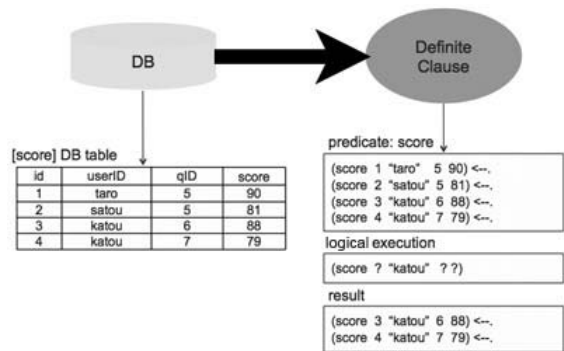 DB
Definite
Clause
[score] DB table
id userID qID score
1 taro 5 90
2 satou 5 81
3 katou 6 88
4 katou 7 79
predicate: score
(score 1 "taro" 5 90) <--.
(score 2 "satou" 5 81) <--.
(score 3 "katou" 6 88) <--.
(score 4 "katou" 7 79) <--.
logical execution
(score ? "katou" ? ?)
result
(score 3 "katou" 6 88) <--.
(score 4 "katou" 7 79) <--.